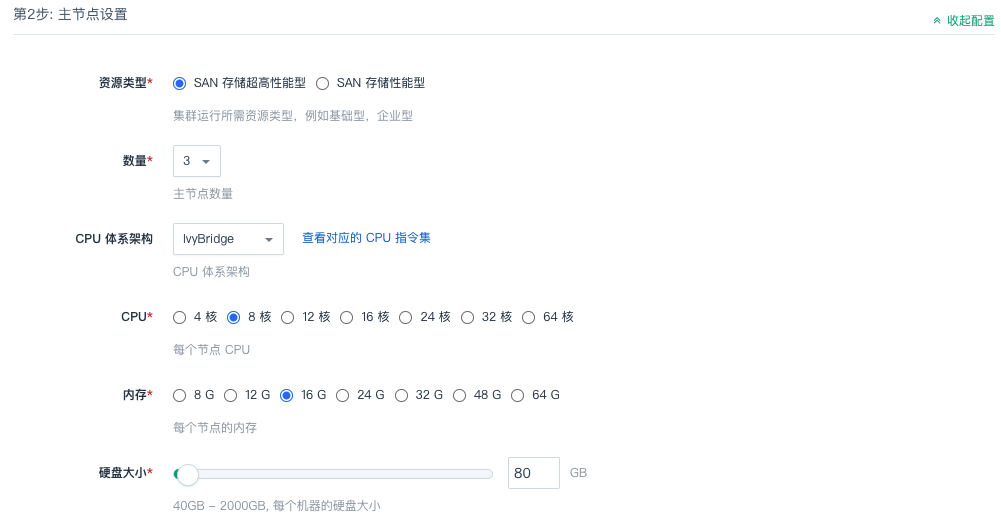 第2步: 主节点设置
收起配置
资源类型* SAN 存储超高性能型 SAN 存储性能型
集群运行所需资源类型，例如基础型，企业型
数量* 3
主节点数量
CPU 体系架构 IvyBridge 查看对应的 CPU 指令集
CPU 体系架构
CPU* 4 核 8 核 12 核 16 核 24 核 32 核 64 核
每个节点 CPU
内存* 8 G 12 G 16 G 24 G 32 G 48 G 64 G
每个节点的内存
硬盘大小* 80 GB
40GB - 2000GB, 每个机器的硬盘大小